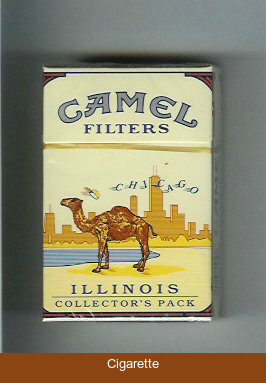 CAMEL
FILTERS
CHICAGO
ILLINOIS
COLLECTOR'S PACK
Cigarette